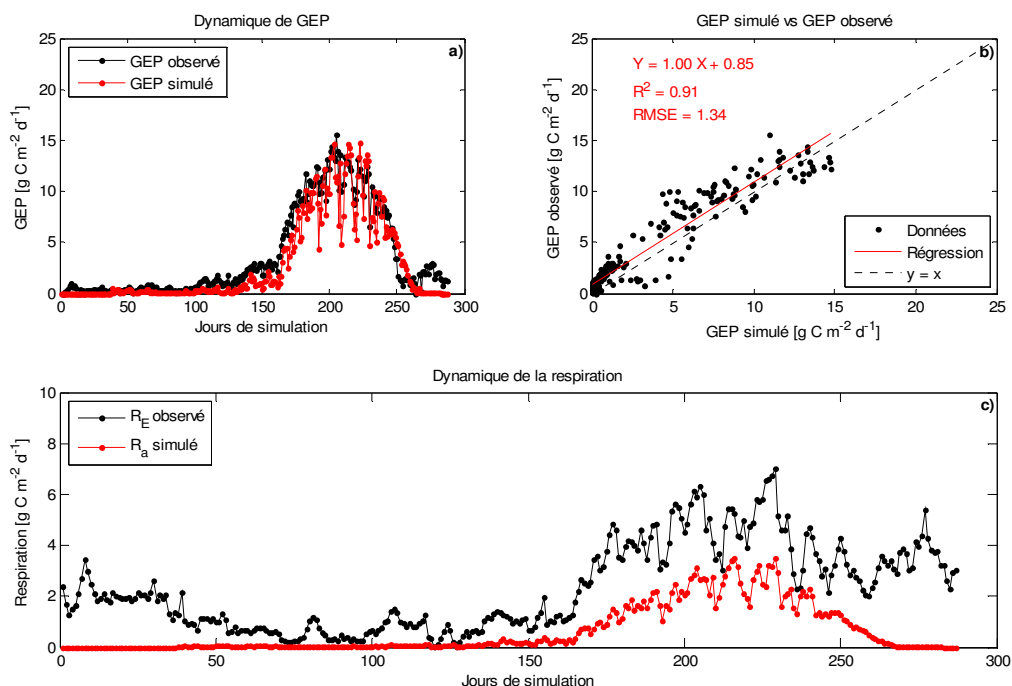 Dynamique de GEP
a)
GEP observé
GEP simulé
25
20
15
10
5
0
GEP [g C m-2 d-1]
0 50 100 150 200 250 300
Jours de simulation
GEP simulé vs GEP observé
b)
Y = 1.00 X + 0.85
R2 = 0.91
RMSE = 1.34
25
20
15
10
5
0
GEP observé [g C m-2 d-1]
Données
Régression
y = x
0 5 10 15 20 25
GEP simulé [g C m-2 d-1]
Dynamique de la respiration
c)
RE observé
Ra simulé
10
8
6
4
2
0
Respiration [g C m-2 d-1]
0 50 100 150 200 250 300
Jours de simulation